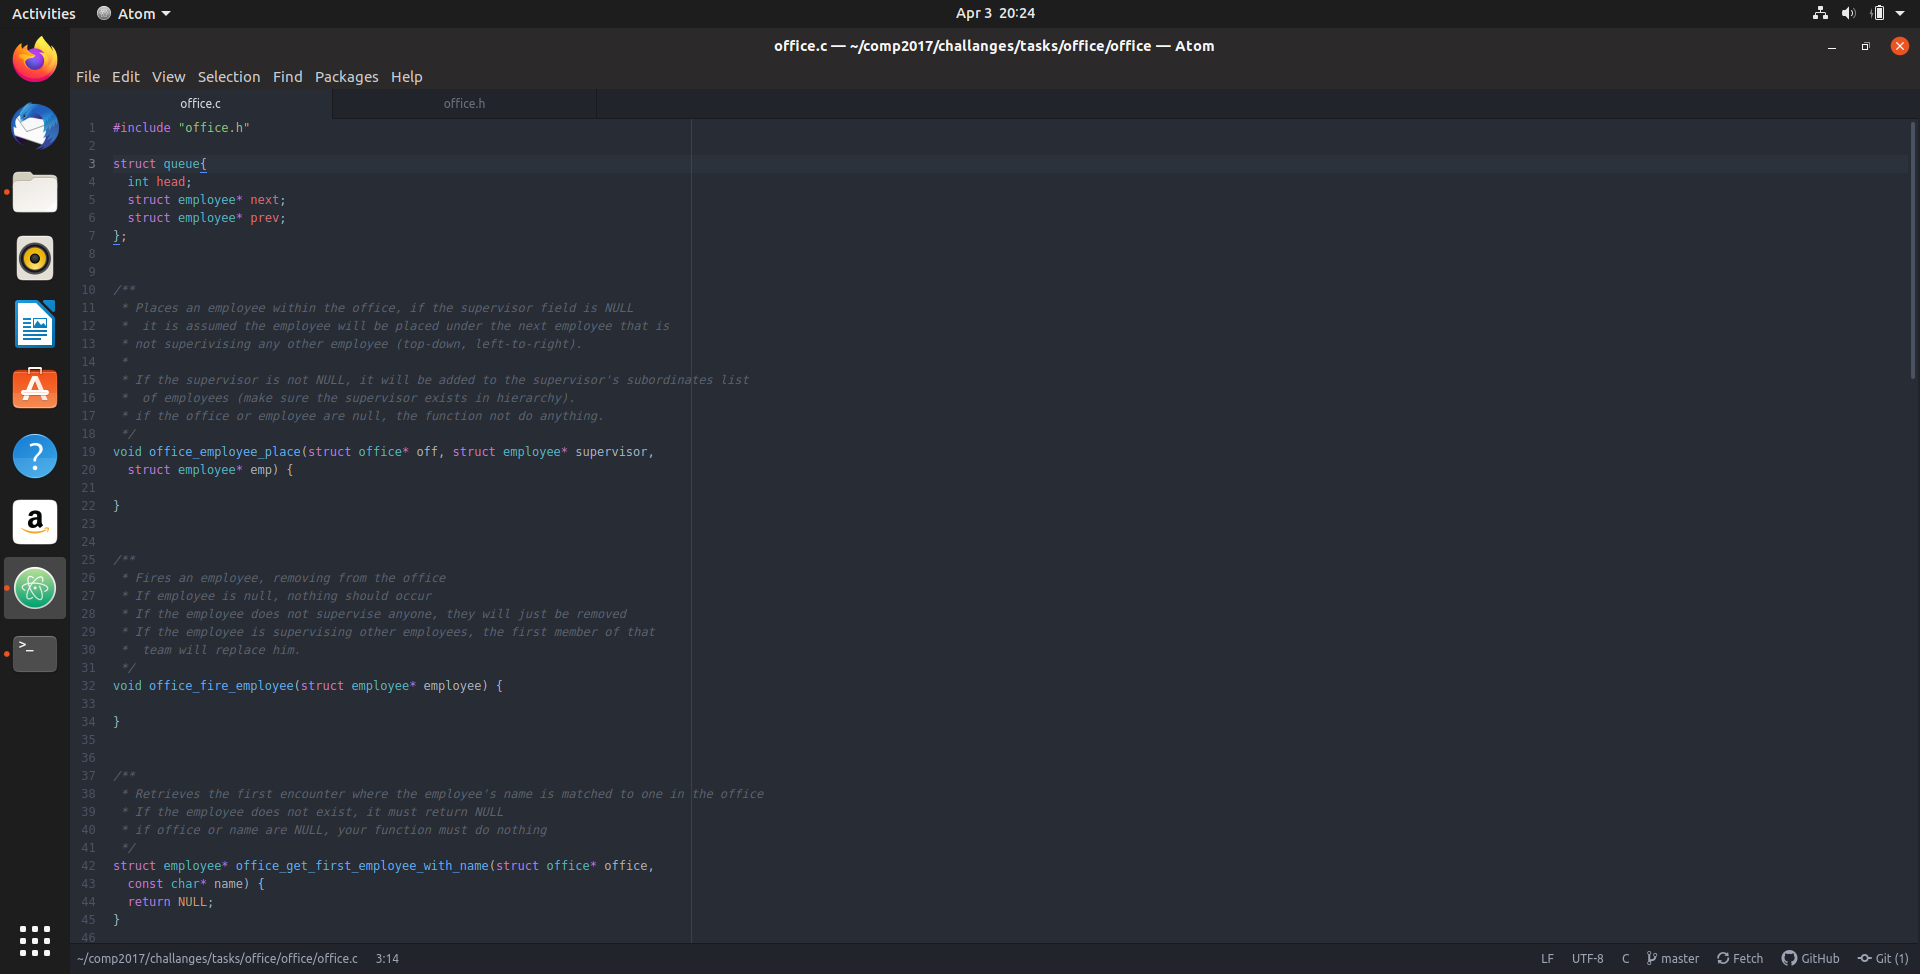 Activities Atom Apr 3 20:24
office.c — ~/comp2017/challanges/tasks/office/office — Atom
File Edit View Selection Find Packages Help
office.c office.h
1 #include "office.h"
2
3 struct queue{
4 int head;
5 struct employee* next;
6 struct employee* prev;
7 };
8
9
10 /**
11 * Places an employee within the office, if the supervisor field is NULL
12 * it is assumed the employee will be placed under the next employee that is
13 * not superivising any other employee (top-down, left-to-right).
14 *
15 * If the supervisor is not NULL, it will be added to the supervisor's subordinates list
16 * of employees (make sure the supervisor exists in hierarchy).
17 * if the office or employee are null, the function not do anything.
18 */
19 void office_employee_place(struct office* off, struct employee* supervisor,
20 struct employee* emp) {
21
22 }
23
24
25 /**
26 * Fires an employee, removing from the office
27 * If employee is null, nothing should occur
28 * If the employee does not supervise anyone, they will just be removed
29 * If the employee is supervising other employees, the first member of that
30 * team will replace him.
31 */
32 void office_fire_employee(struct employee* employee) {
33
34 }
35
36
37 /**
38 * Retrieves the first encounter where the employee's name is matched to one in the office
39 * If the employee does not exist, it must return NULL
40 * if office or name are NULL, your function must do nothing
41 */
42 struct employee* office_get_first_employee_with_name(struct office* office,
43 const char* name) {
44 return NULL;
45 }
46
~/comp2017/challanges/tasks/office/office/office.c 3:14 LF UTF-8 C master Fetch GitHub Git (1)